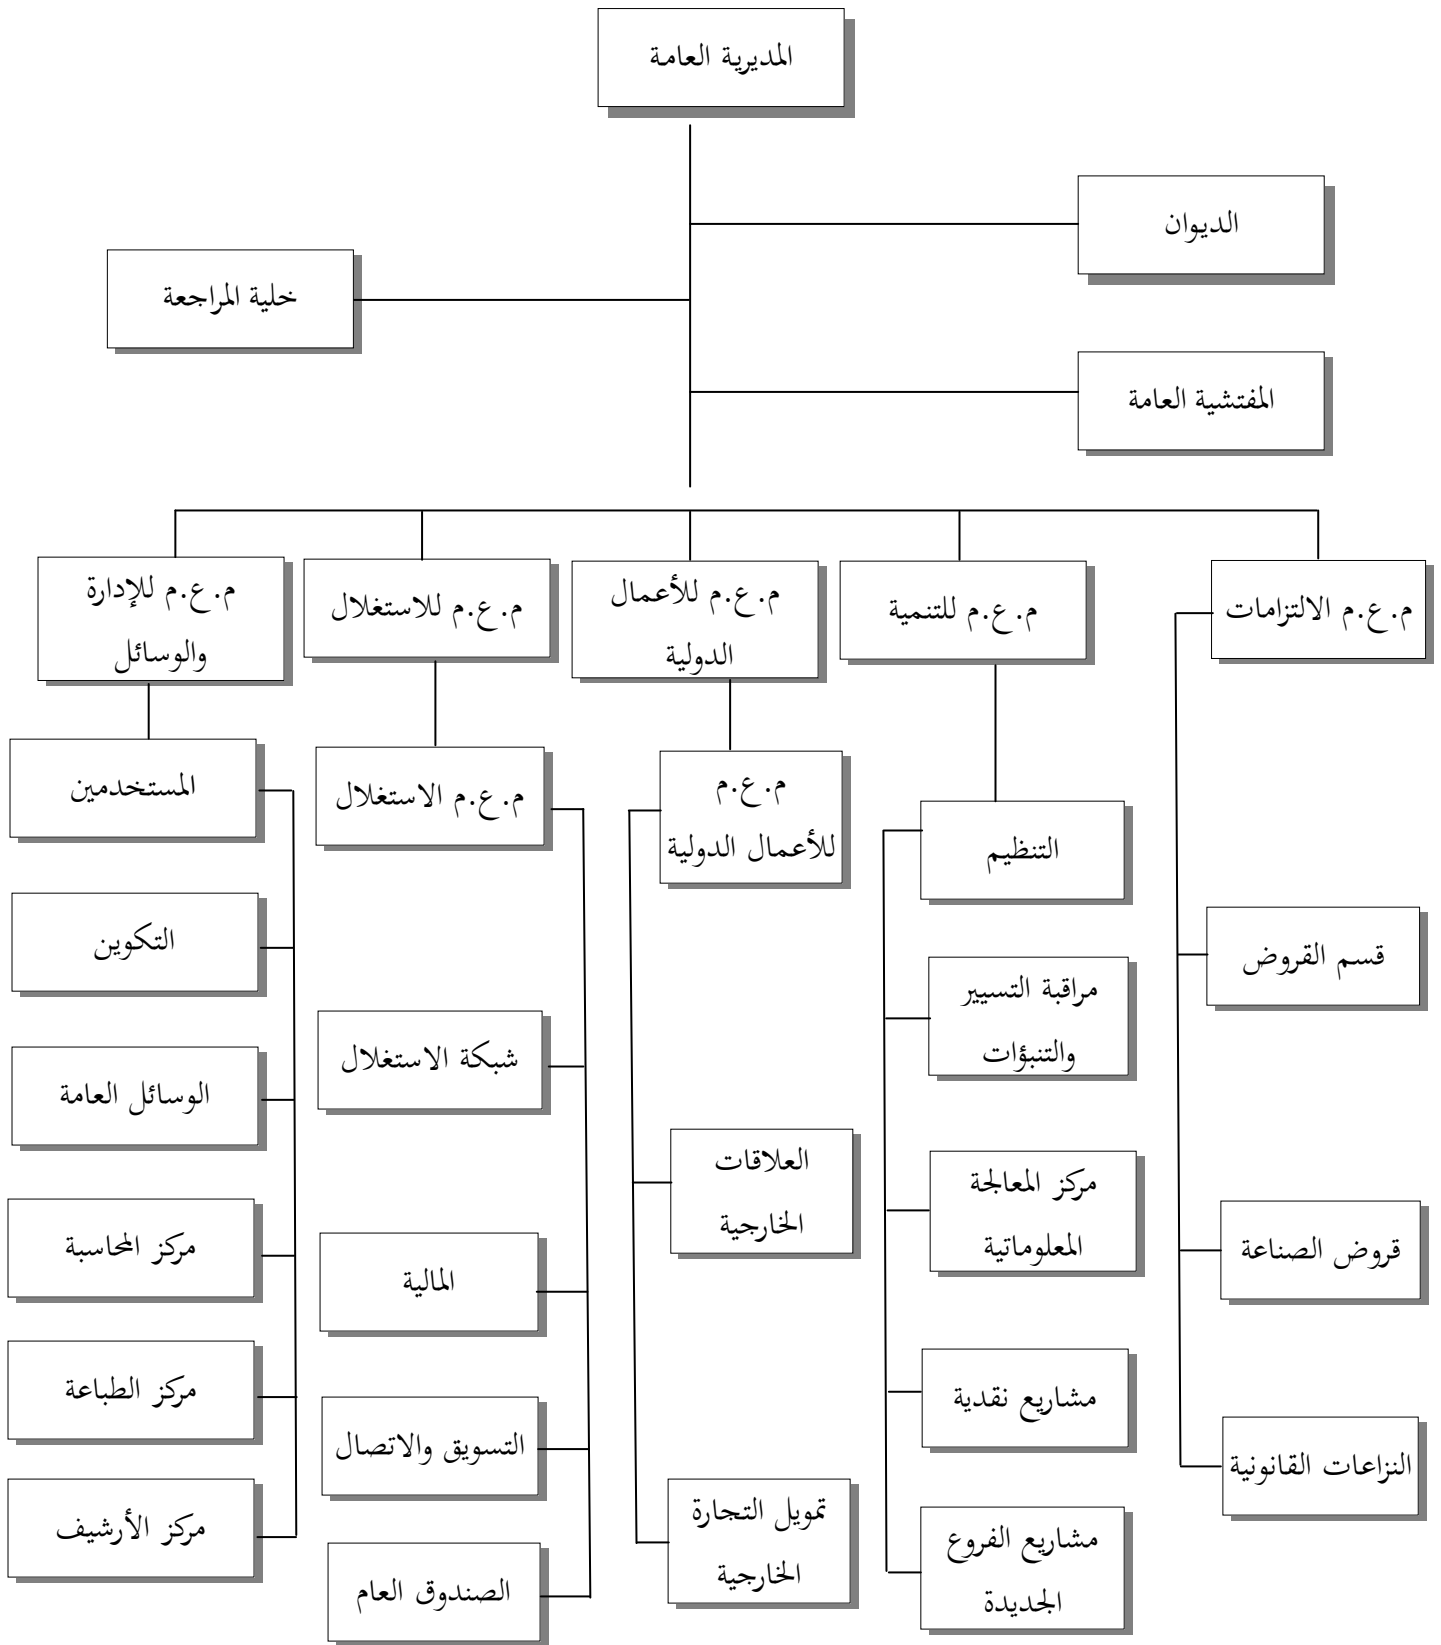 المديرية العامة
الديوان
خلية المراجعة
المفتشية العامة
م.ع.م الالتزامات
م.ع.م للتنمية
م.ع.م للأعمال
الدولية
م.ع.م للاستغلال
م.ع.م للإدارة
والوسائل
قسم القروض
قروض الصناعة
النزاعات القانونية
التنظيم
مراقبة التسيير
والتنبؤات
مركز المعالجة
المعلوماتية
مشاريع نقدية
مشاريع الفروع
الجديدة
م.ع.م
للأعمال الدولية
العلاقات
الخارجية
تمويل التجارة
الخارجية
م.ع.م الاستغلال
شبكة الاستغلال
المالية
التسويق والاتصال
الصندوق العام
المستخدمين
التكوين
الوسائل العامة
مركز المحاسبة
مركز الطباعة
مركز الأرشيف